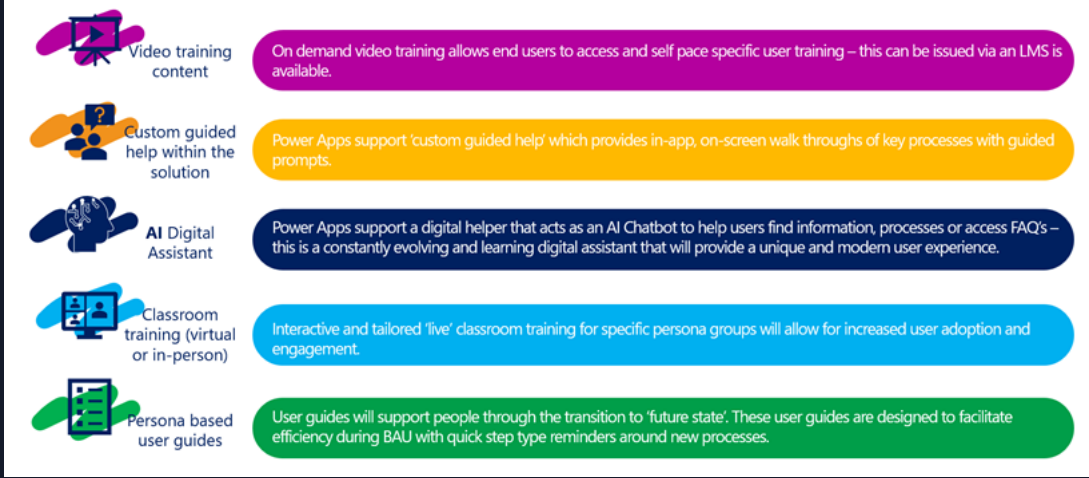 Video training
content
On demand video training allows end users to access and self pace specific user training – this can be issued via an LMS is
available.
?
Custom guided
help within the
solution
Power Apps support 'custom guided help' which provides in-app, on-screen walk throughs of key processes with guided
prompts.
AI Digital
Assistant
Power Apps support a digital helper that acts as an AI Chatbot to help users find information, processes or access FAQ's –
this is a constantly evolving and learning digital assistant that will provide a unique and modern user experience.
Classroom
training (virtual
or in-person)
Interactive and tailored 'live' classroom training for specific persona groups will allow for increased user adoption and
engagement.
Persona based
user guides
User guides will support people through the transition to 'future state'. These user guides are designed to facilitate
efficiency during BAU with quick step type reminders around new processes.